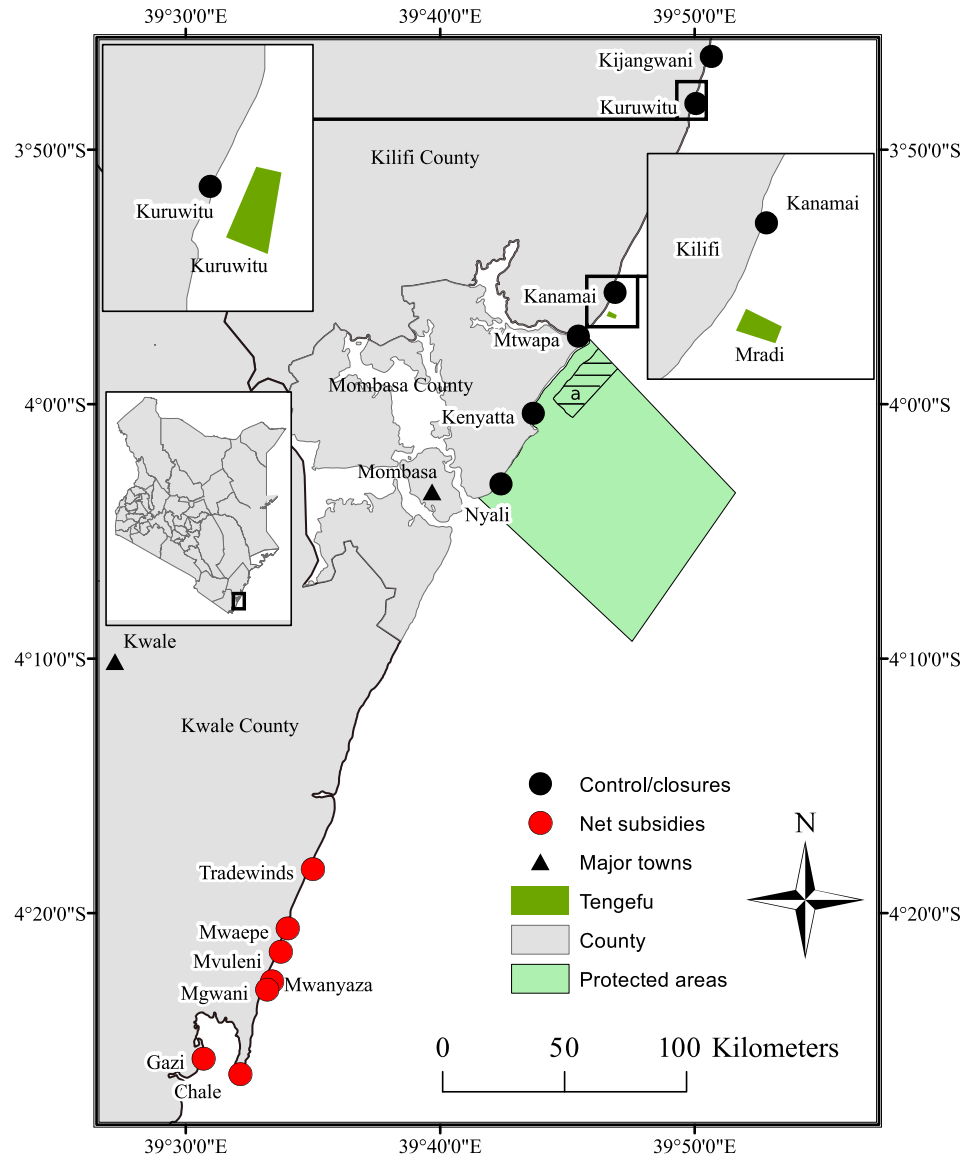 39°30'0"E 39°40'0"E 39°50'0"E
Kijangwani
Kuruwitu
3°50'0"S 3°50'0"S
Kilifi County
Kuruwitu
Kuruwitu
Kanamai
Kilifi
Mradi
Kanamai
Mtwapa
Mombasa County
a
4°0'0"S 4°0'0"S
Kenyatta
Mombasa
Nyali
Kwale
4°10'0"S 4°10'0"S
Kwale County
Control/closures
Net subsidies
Major towns
Tengefu
County
Protected areas
N
Tradewinds
4°20'0"S 4°20'0"S
Mwaepe
Mvuleni
Mwanyaza
Mgwani
Gazi
Chale
0 50 100 Kilometers
39°30'0"E 39°40'0"E 39°50'0"E